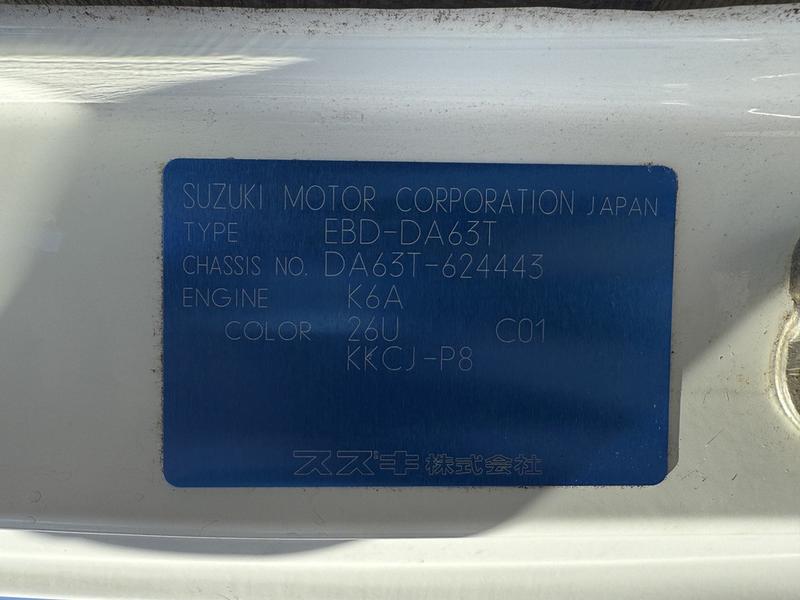 SUZUKI MOTOR CORPORATION JAPAN
TYPE EBD-DA63T
CHASSIS NO. DA63T-624443
ENGINE K6A
COLOR 26U C01
KKCJ-P8
スズキ株式会社